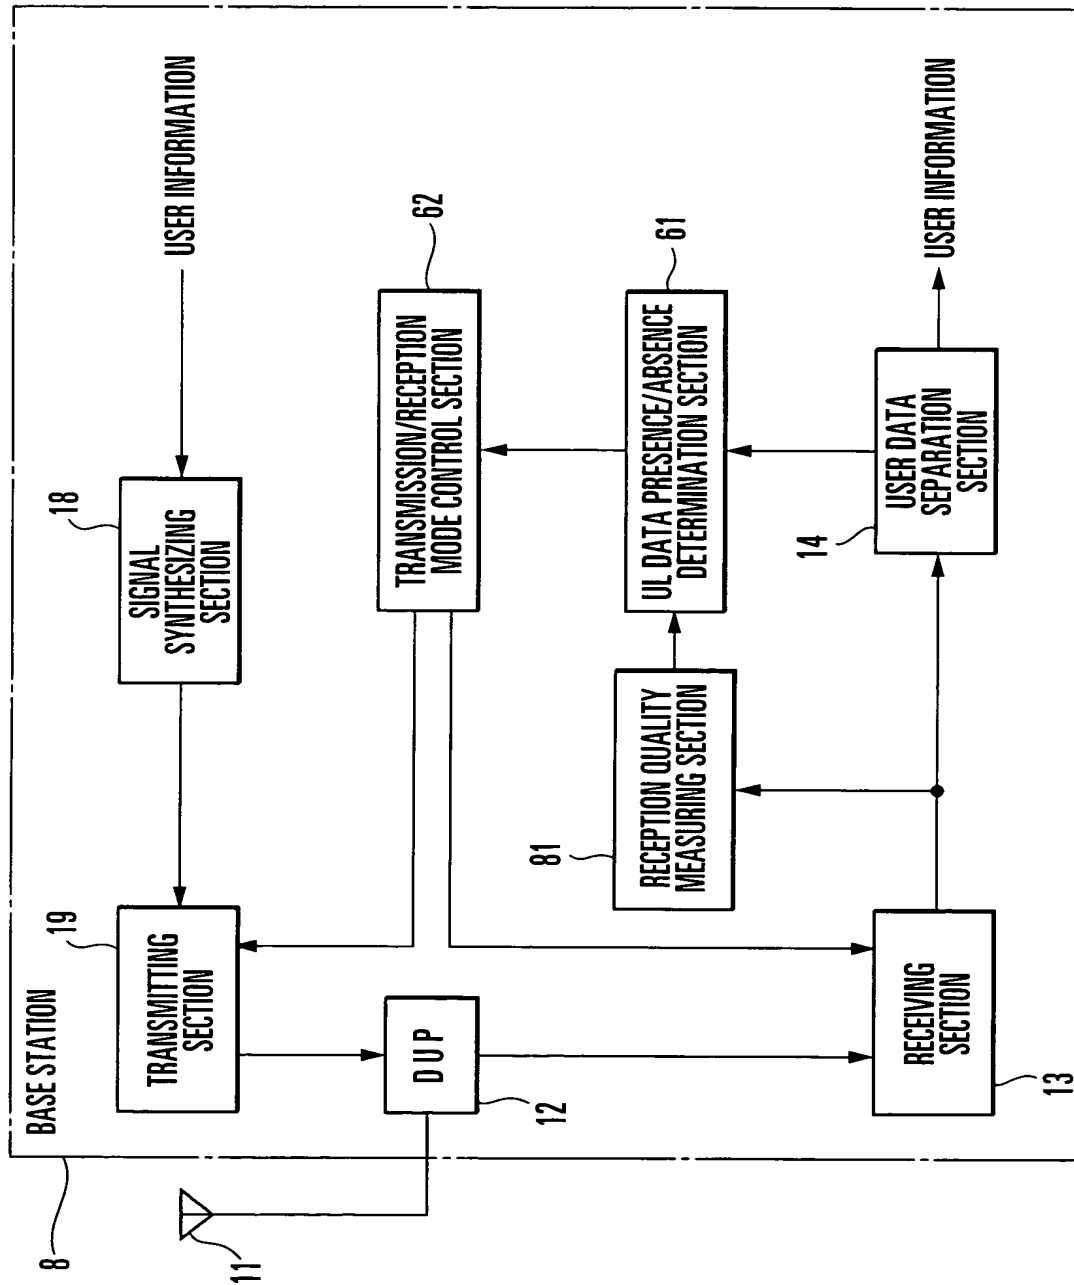 8
BASE STATION
11
19
TRANSMITTING
SECTION
18
SIGNAL
SYNTHESIZING
SECTION
USER INFORMATION
DUP
12
62
TRANSMISSION/RECEPTION
MODE CONTROL SECTION
81
RECEPTION QUALITY
MEASURING SECTION
61
UL DATA PRESENCE/ABSENCE
DETERMINATION SECTION
RECEIVING
SECTION
13
14
USER DATA
SEPARATION
SECTION
USER INFORMATION